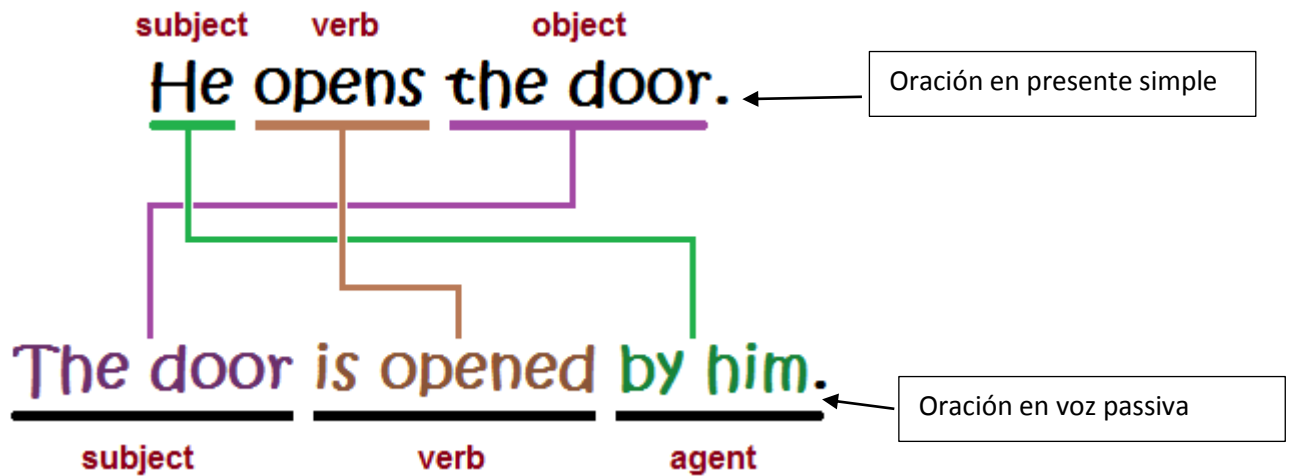 subject verb object
He opens the door.
Oración en presente simple
The door is opened by him.
Oración en voz passiva
subject verb agent